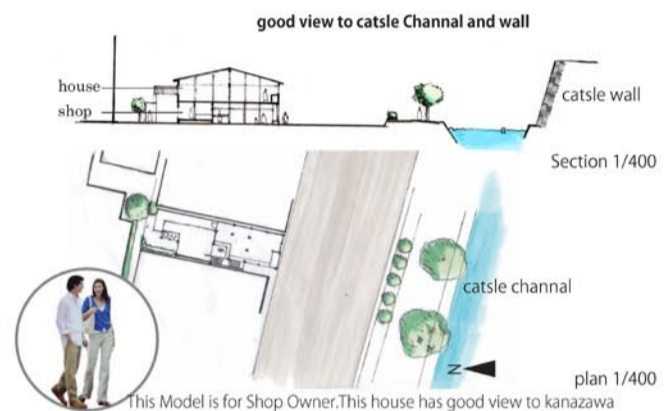 good view to catsle Channal and wall
house
shop
catsle wall
Section 1/400
catsle channal
N
plan 1/400
This Model is for Shop Owner.This house has good view to kanazawa